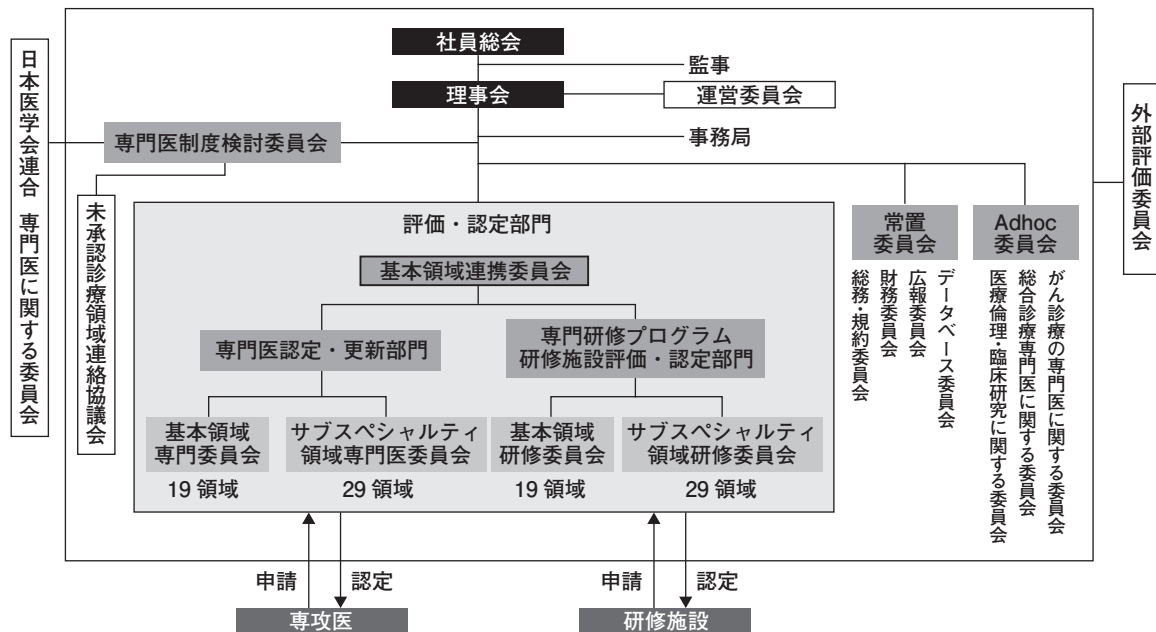 社員総会
監事
理事会
運営委員会
事務局
専門医制度検討委員会
日本医学会連合 専門医に関する委員会
未承認診療領域連絡協議会
外部評価委員会
評価・認定部門
基本領域連携委員会
専門医認定・更新部門
専門研修プログラム
研修施設評価・認定部門
基本領域
専門委員会
19 領域
サブスペシャルティ
領域専門医委員会
29 領域
基本領域
研修委員会
19 領域
サブスペシャルティ
領域研修委員会
29 領域
常置
委員会
データベース委員会
広報委員会
財務委員会
総務・規約委員会
Adhoc
委員会
がん診療の専門医に関する委員会
総合診療専門医に関する委員会
医療倫理・臨床研究に関する委員会
申請
認定
専攻医
申請
認定
研修施設